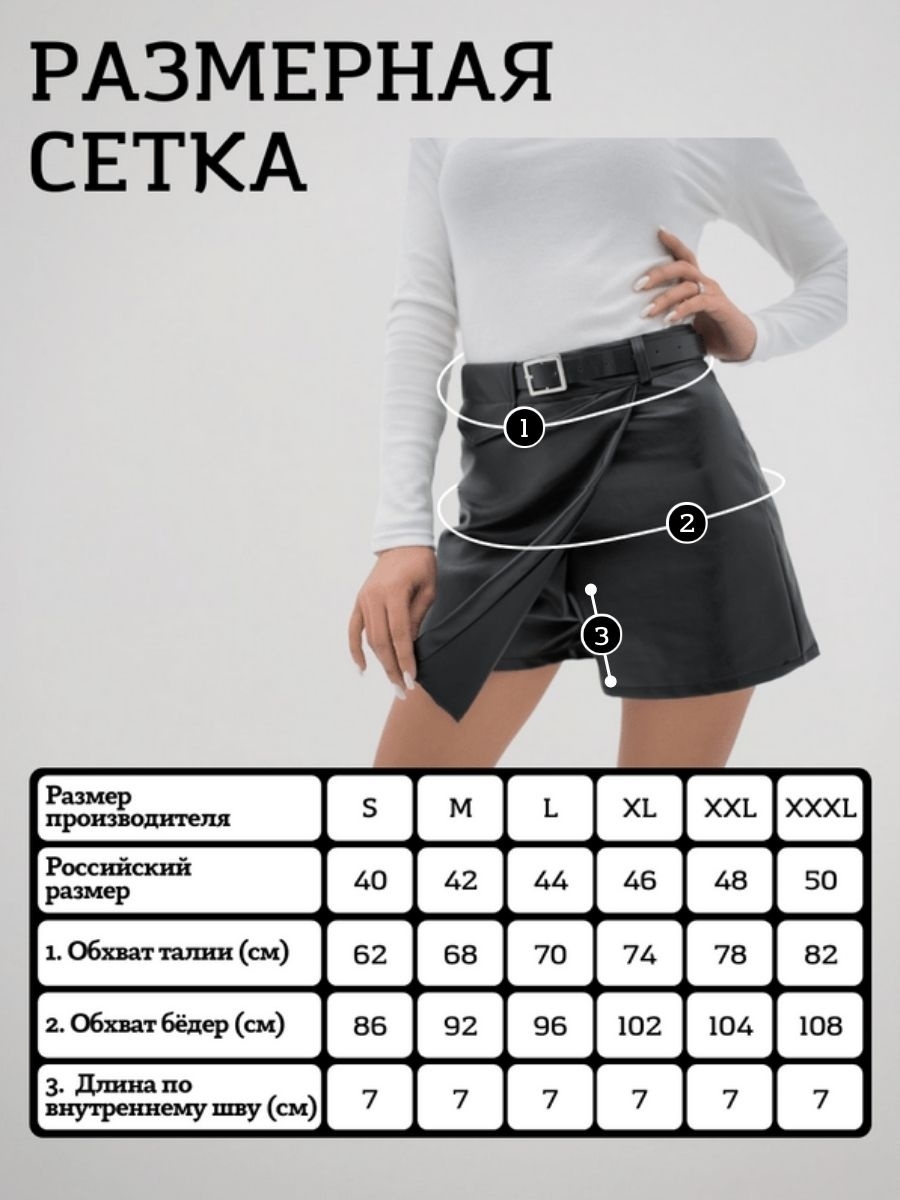 РАЗМЕРНАЯ
СЕТКА
1
2
3
Размер
производителя
S M L XL XXL XXXL
Российский
размер
40 42 44 46 48 50
1. Обхват талии (см) 62 68 70 74 78 82
2. Обхват бёдер (см) 86 92 96 102 104 108
3. Длина по
внутреннему шву (см)
7 7 7 7 7 7